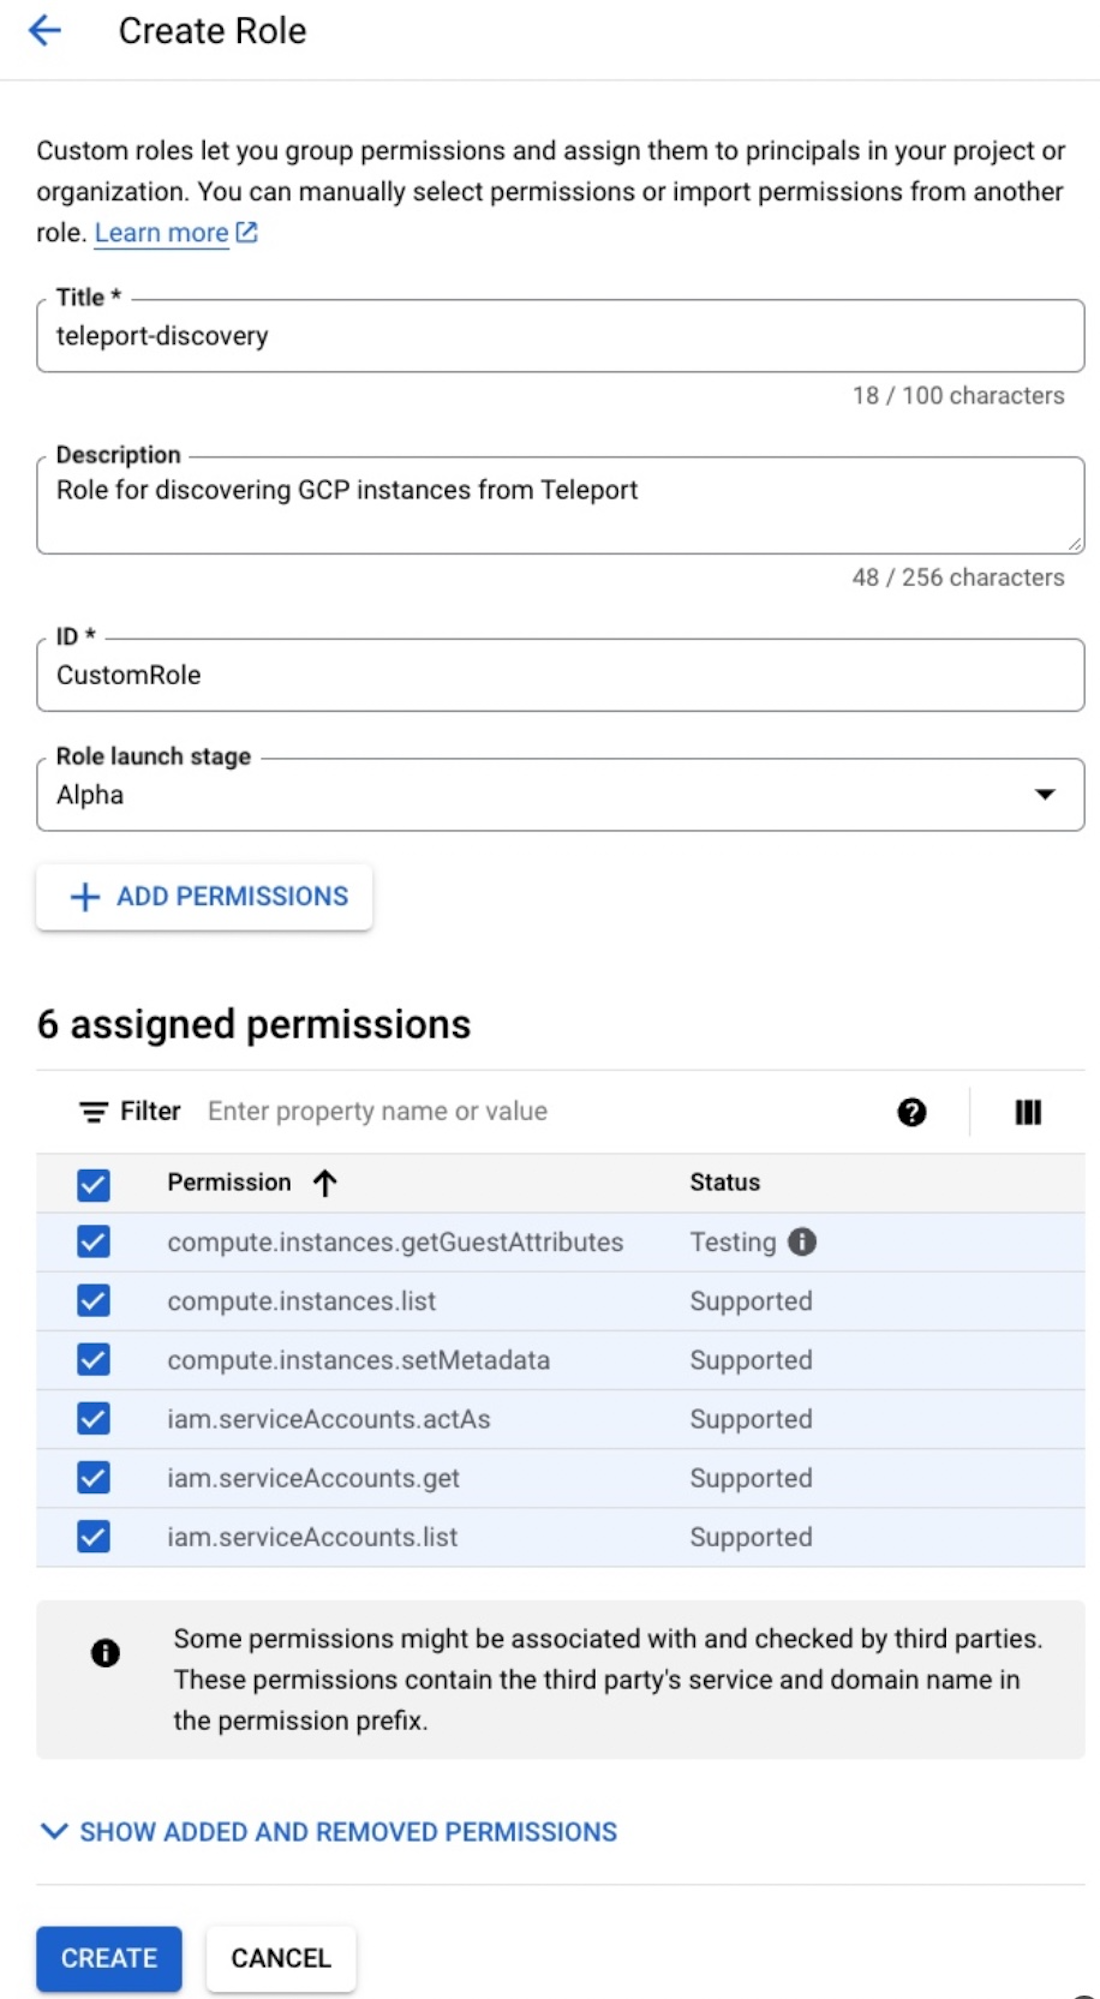 Create Role
Custom roles let you group permissions and assign them to principals in your project or
organization. You can manually select permissions or import permissions from another
role. Learn more
Title *
teleport-discovery
18 / 100 characters
Description
Role for discovering GCP instances from Teleport
48 / 256 characters
ID *
CustomRole
Role launch stage
Alpha
ADD PERMISSIONS
6 assigned permissions
Filter Enter property name or value
Permission Status
compute.instances.getGuestAttributes Testing
compute.instances.list Supported
compute.instances.setMetadata Supported
iam.serviceAccounts.actAs Supported
iam.serviceAccounts.get Supported
iam.serviceAccounts.list Supported
Some permissions might be associated with and checked by third parties.
These permissions contain the third party's service and domain name in
the permission prefix.
SHOW ADDED AND REMOVED PERMISSIONS
CREATE CANCEL